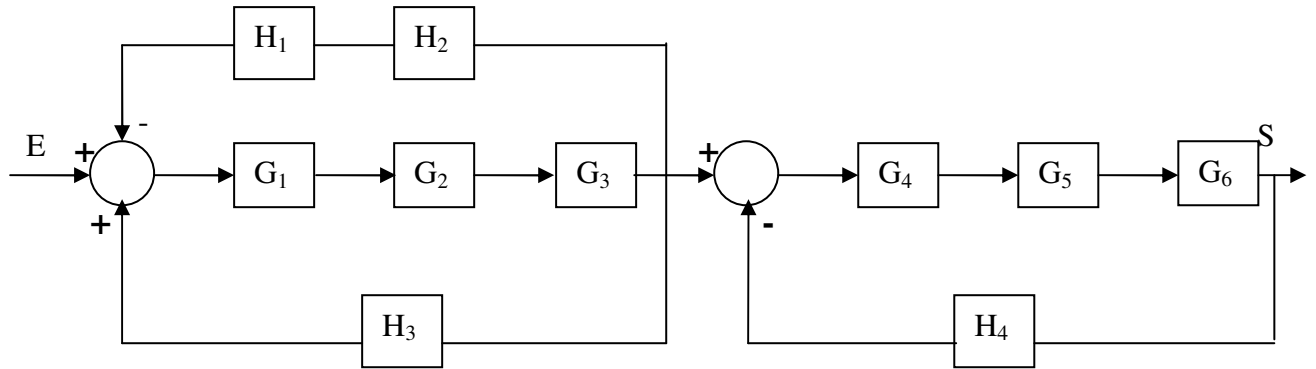 H₁ H₂
-
E + +
G₁ G₂ G₃ G₄ G₅ G₆ S
+ -
H₃ H₄